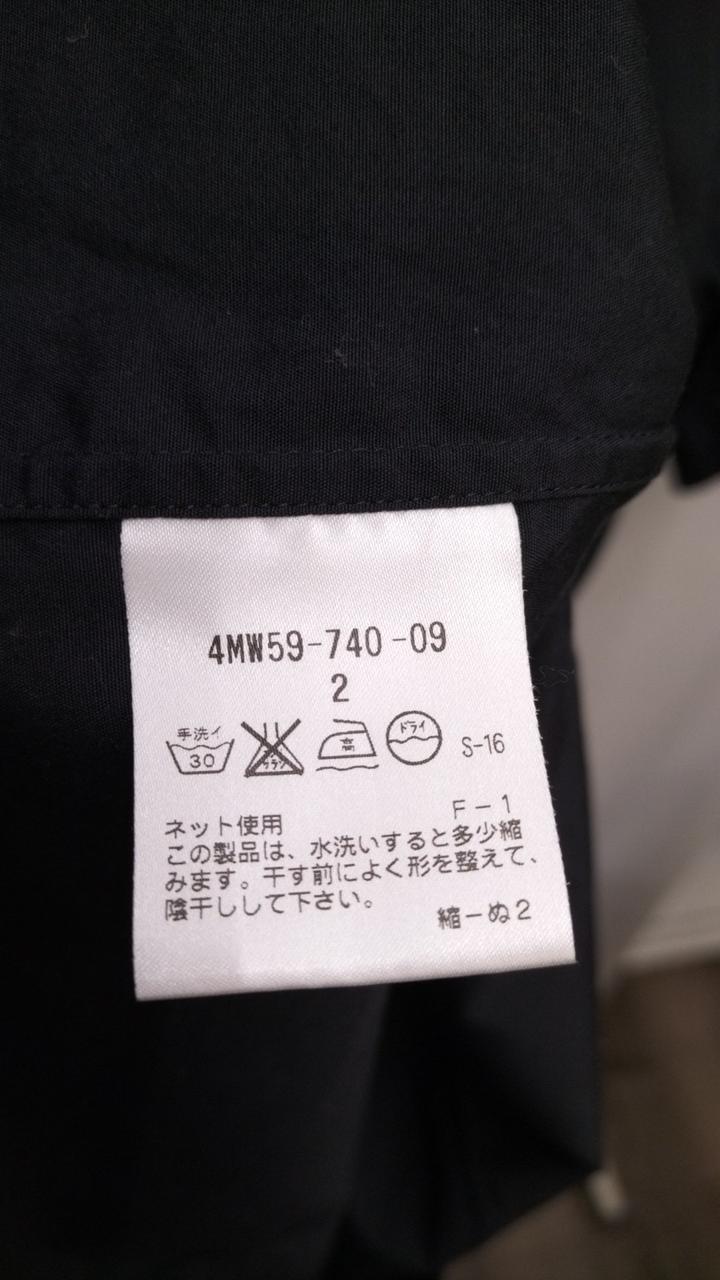 4MW59-740-09
2
手洗イ
30
エンソ
サラシ
高
ドライ
S-16
F-1
ネット使用
この製品は、水洗いすると多少縮
みます。干す前によく形を整えて、
陰干しして下さい。
縮ーぬ2